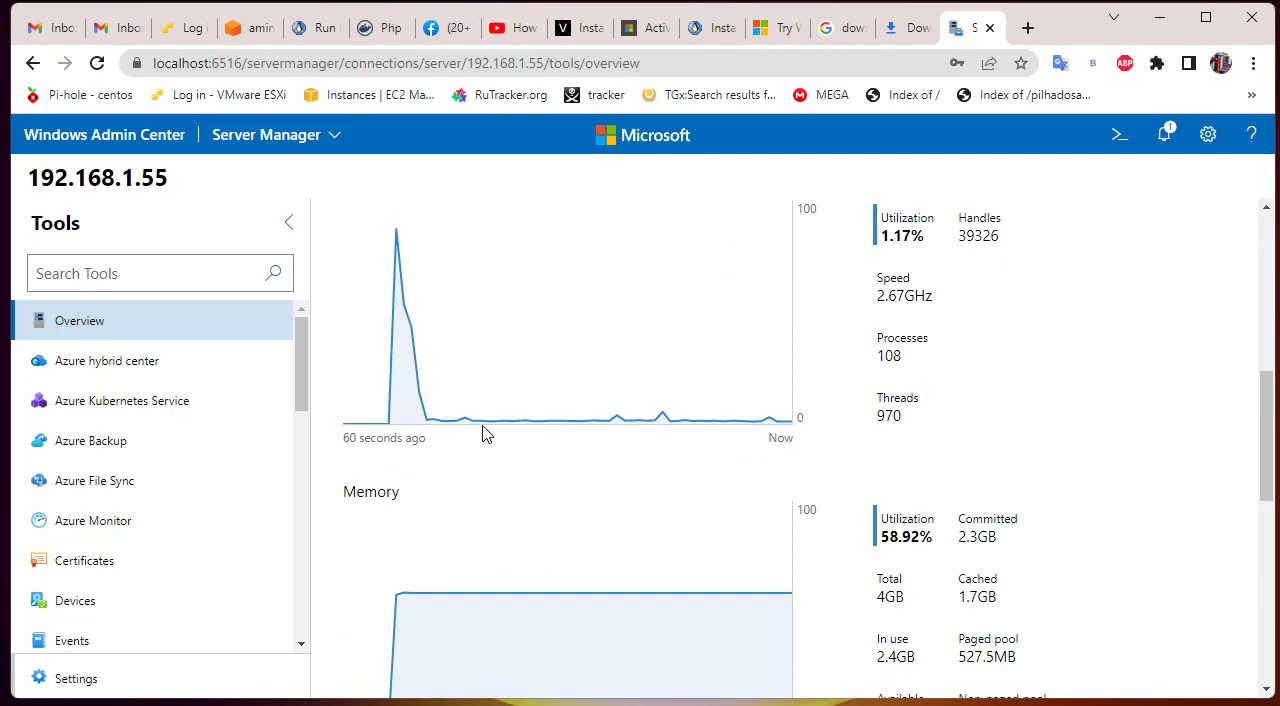 Inbo
Inbo
Log
amin
Run
Php
(20+
How
V
Insta
Activ
Insta
Try V
dow
Dow
S
localhost:6516/servermanager/connections/server/192.168.1.55/tools/overview
B
ABP
Pi-hole - centos
Log in - VMware ESXi
Instances | EC2 Ma...
RuTracker.org
tracker
TGx:Search results f...
MEGA
Index of /
Index of /pilhadosa...
»
Windows Admin Center
Server Manager
Microsoft
>_
1
?
192.168.1.55
Tools
Search Tools
Overview
Azure hybrid center
Azure Kubernetes Service
Azure Backup
Azure File Sync
Azure Monitor
Certificates
Devices
Events
Settings
100
0
60 seconds ago
Now
Utilization
1.17%
Handles
39326
Speed
2.67GHz
Processes
108
Threads
970
Memory
100
Utilization
58.92%
Committed
2.3GB
Total
4GB
Cached
1.7GB
In use
2.4GB
Paged pool
527.5MB
Available
Non-paged pool